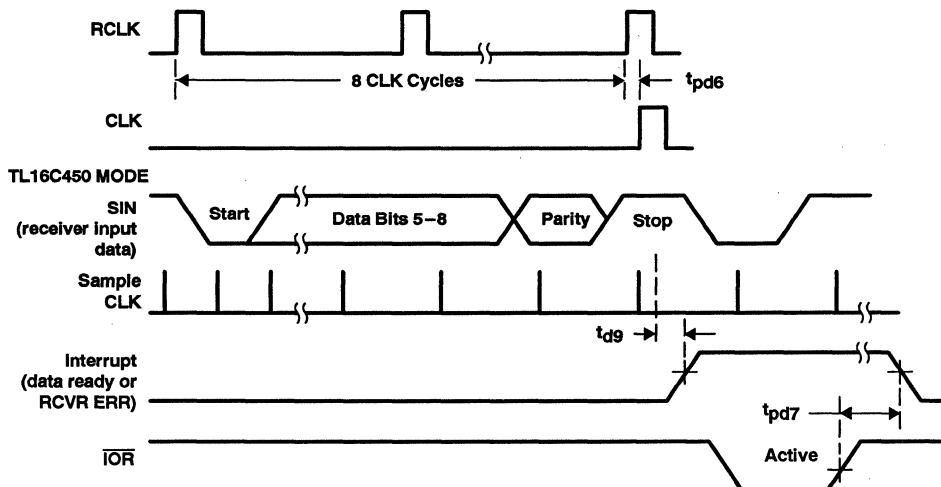 RCLK
8 CLK Cycles
tpd6
CLK
TL16C450 MODE
SIN
(receiver input
data)
Start
Data Bits 5–8
Parity
Stop
Sample
CLK
td9
Interrupt
(data ready or
RCVR ERR)
tpd7
IOR
Active